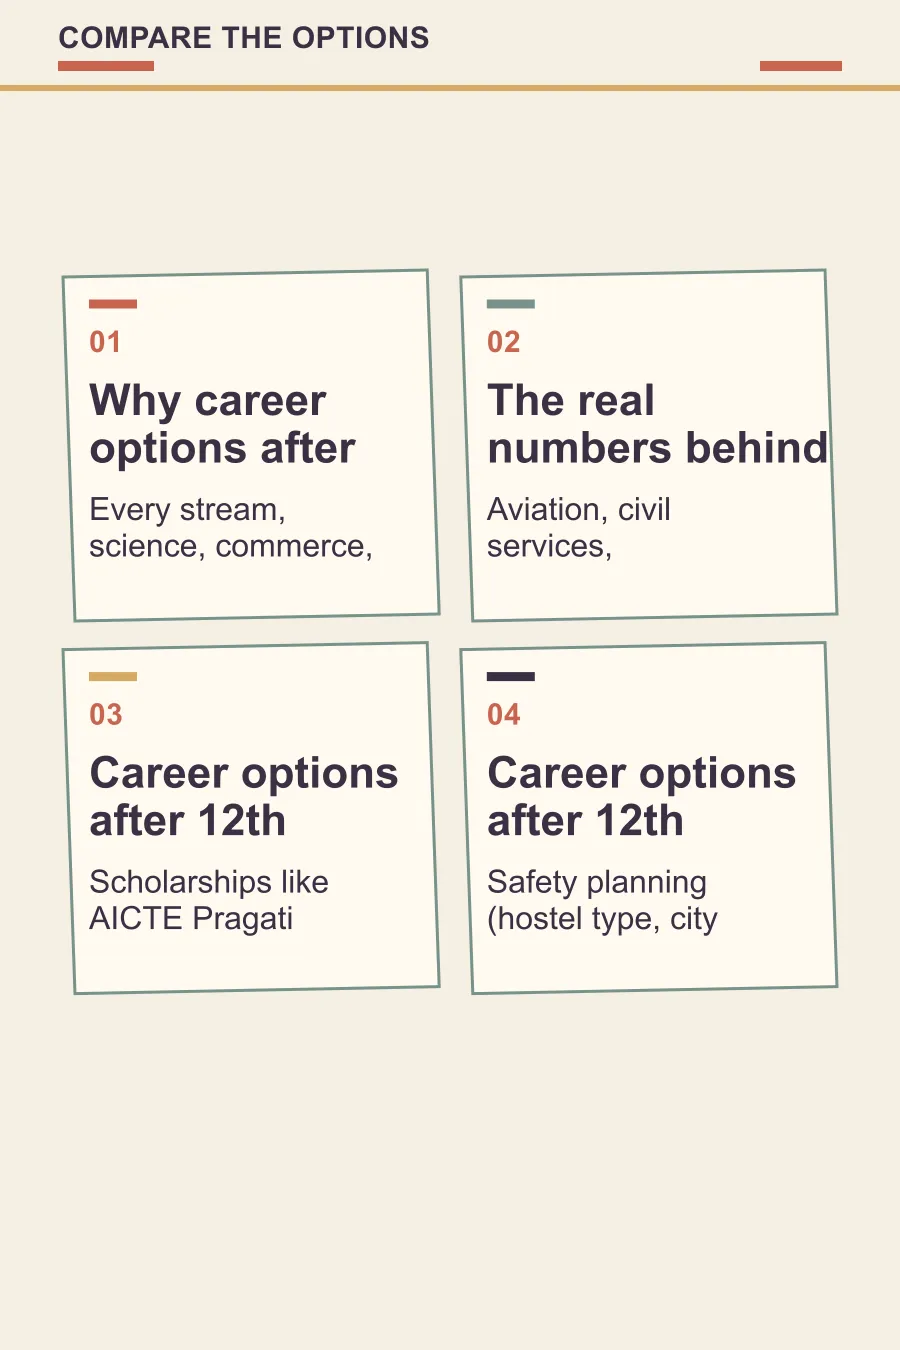 COMPARE THE OPTIONS
01
Why career
options after
Every stream,
science, commerce,
02
The real
numbers behind
Aviation, civil
services,
03
Career options
after 12th
Scholarships like
AICTE Pragati
04
Career options
after 12th
Safety planning
(hostel type, city